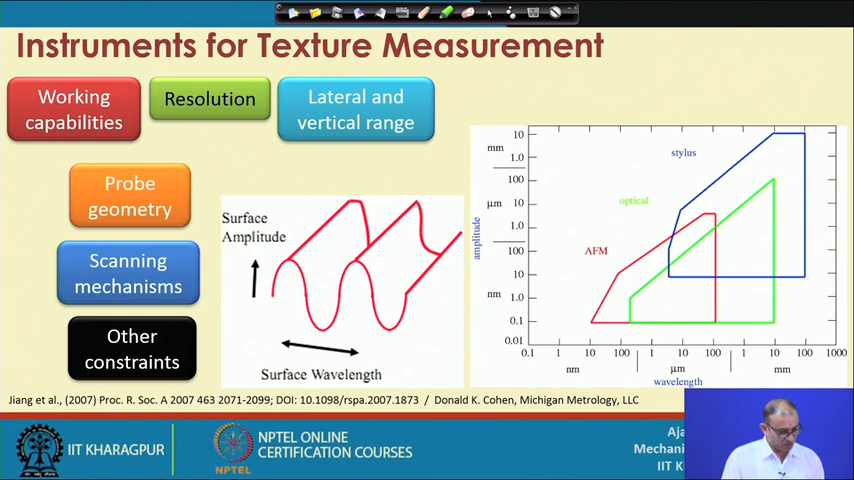 Instruments for Texture Measurement
Working
capabilities
Resolution
Lateral and
vertical range
Probe
geometry
Scanning
mechanisms
Other
constraints
Surface
Amplitude
Surface Wavelength
stylus
optical
AFM
amplitude
mm
μm
nm
10
1.0
100
10
1.0
100
10
1.0
0.1
0.01
0.1 1 10 100 1 10 100 1 10 100 1000
nm μm mm
wavelength
Jiang et al., (2007) Proc. R. Soc. A 2007 463 2071-2099; DOI: 10.1098/rspa.2007.1873 / Donald K. Cohen, Michigan Metrology, LLC
IIT KHARAGPUR
NPTEL
NPTEL ONLINE
CERTIFICATION COURSES
IIT